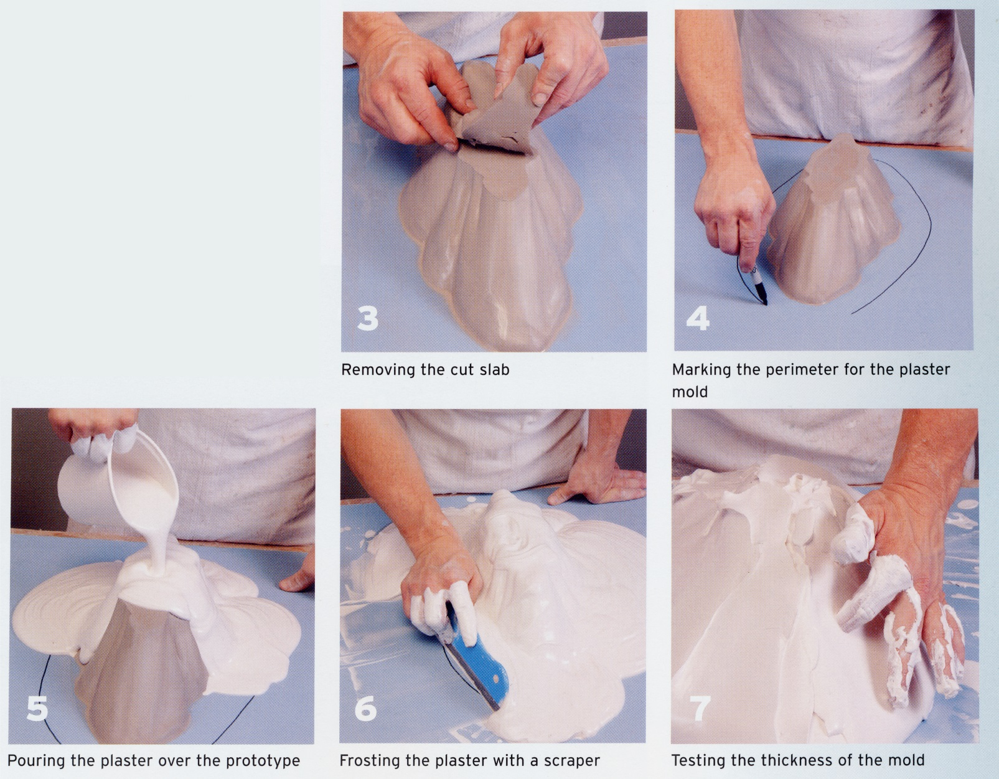 3
Removing the cut slab
4
Marking the perimeter for the plaster
mold
5
Pouring the plaster over the prototype
6
Frosting the plaster with a scraper
7
Testing the thickness of the mold